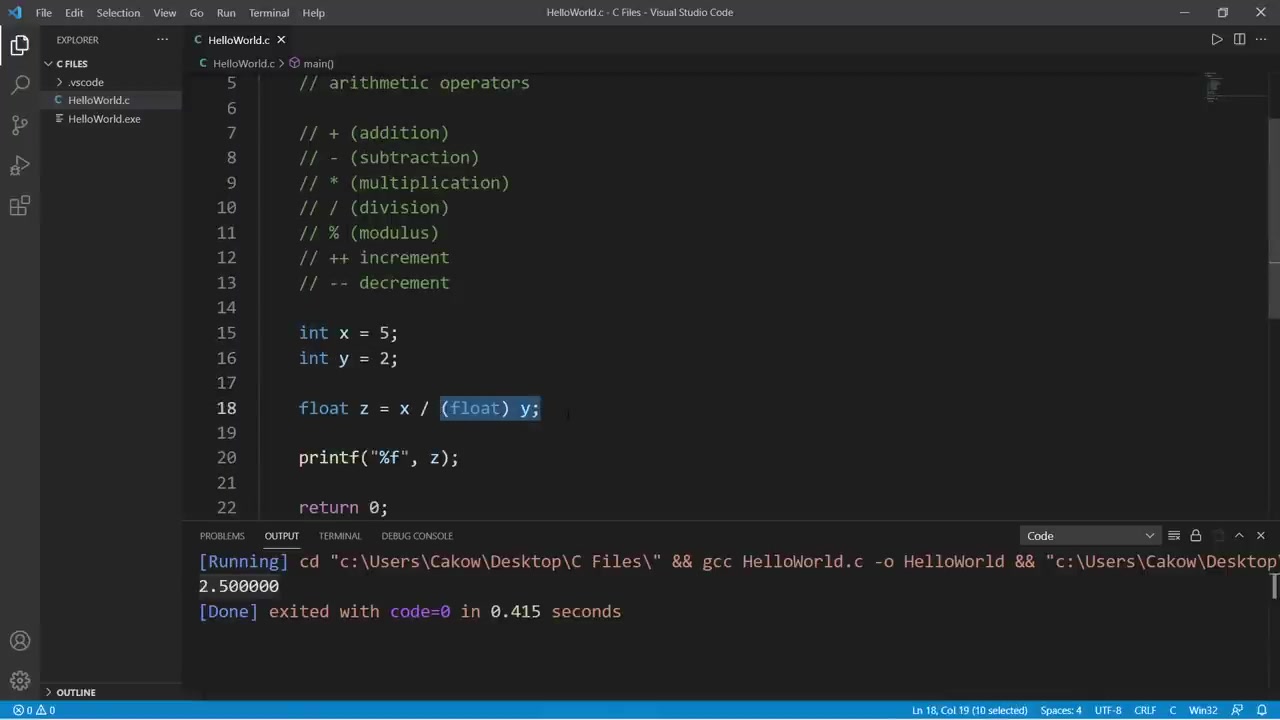 File Edit Selection View Go Run Terminal Help HelloWorld.c - C Files - Visual Studio Code
EXPLORER
C FILES
.vscode
C HelloWorld.c
HelloWorld.exe
OUTLINE
C HelloWorld.c
HelloWorld.c > main()
5 // arithmetic operators
6
7 // + (addition)
8 // - (subtraction)
9 // * (multiplication)
10 // / (division)
11 // % (modulus)
12 // ++ increment
13 // -- decrement
14
15 int x = 5;
16 int y = 2;
17
18 float z = x / (float) y;
19
20 printf("%f", z);
21
22 return 0;
PROBLEMS OUTPUT TERMINAL DEBUG CONSOLE Code
[Running] cd "c:\Users\Cakow\Desktop\C Files\" && gcc HelloWorld.c -o HelloWorld && "c:\Users\Cakow\Desktop
2.500000
[Done] exited with code=0 in 0.415 seconds
0 0 Ln 18, Col 19 (10 selected) Spaces: 4 UTF-8 CRLF C Win32